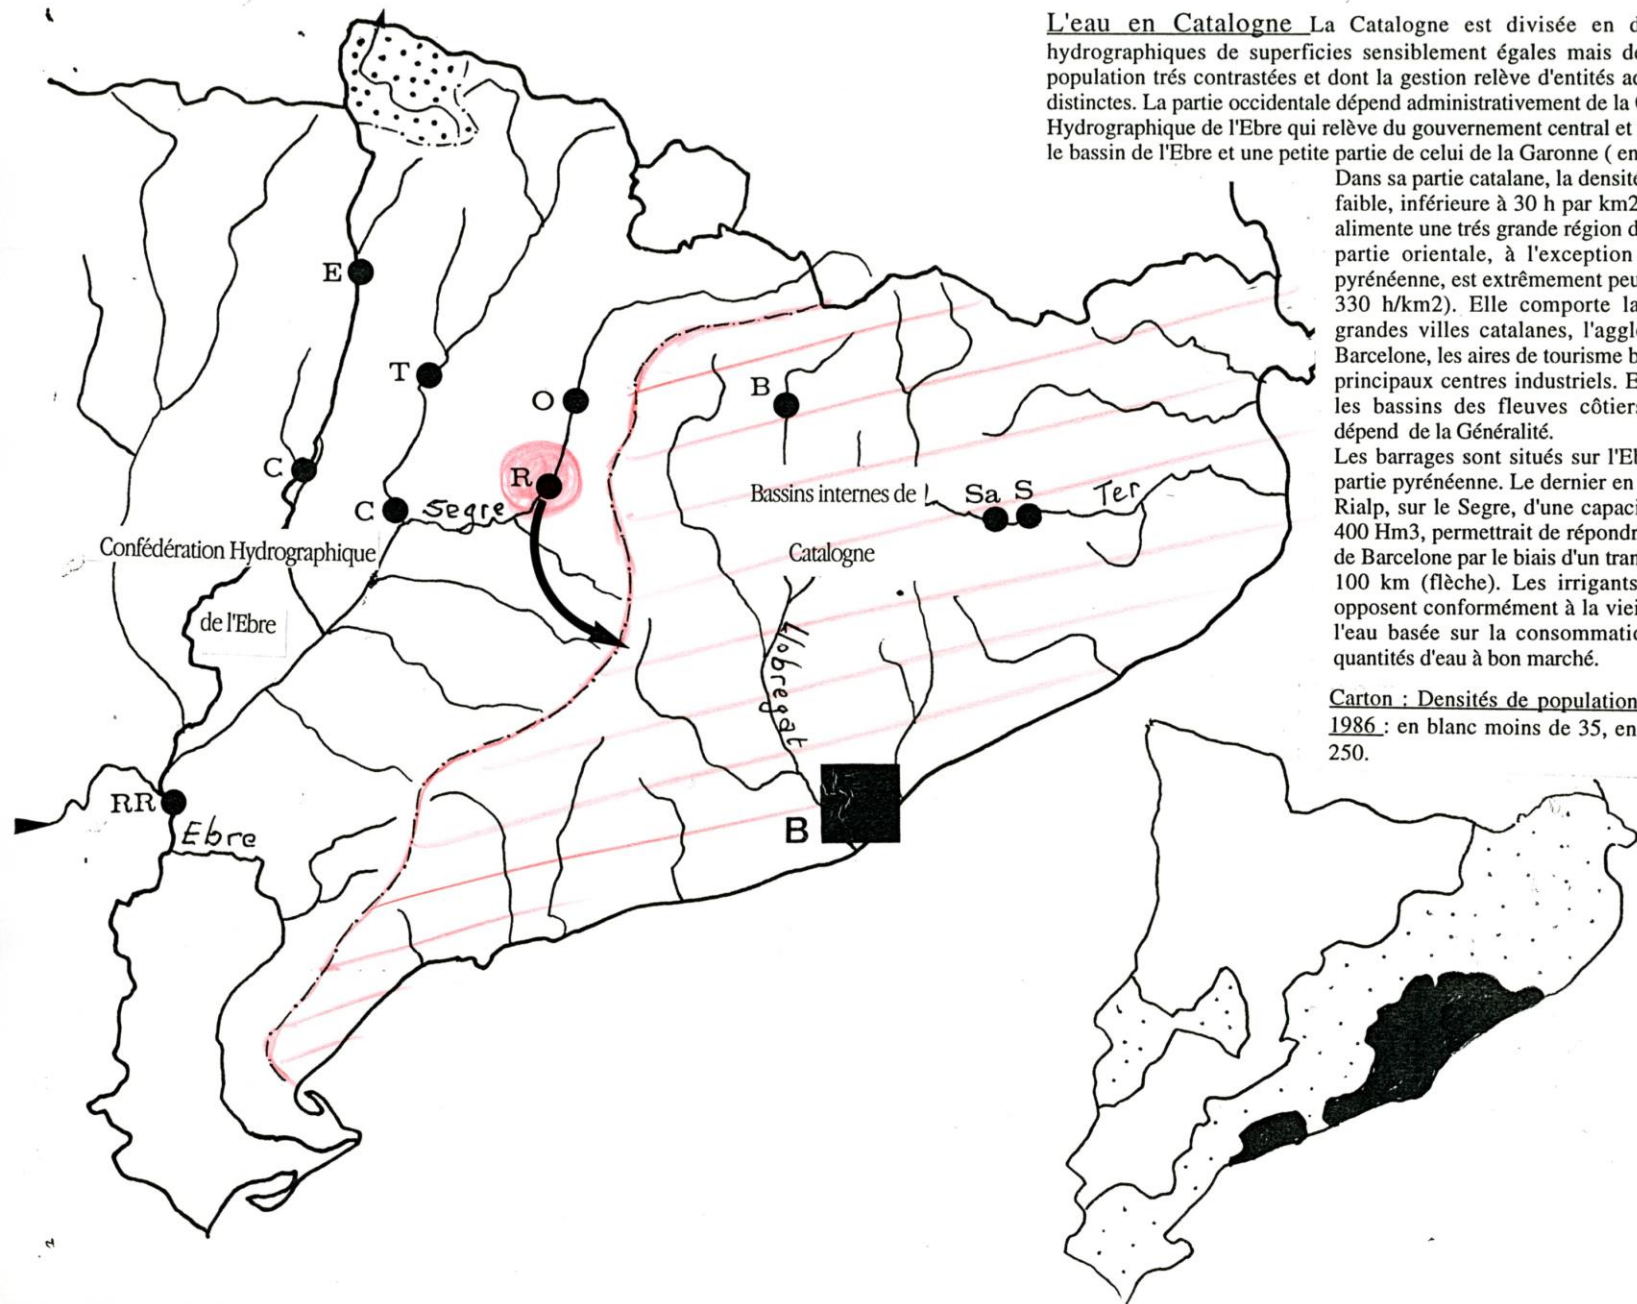 L'eau en Catalogne La Catalogne est divisée en d
hydrographiques de superficies sensiblement égales mais de
population trés contrastées et dont la gestion relève d'entités ad
distinctes. La partie occidentale dépend administrativement de la
Hydrographique de l'Ebre qui relève du gouvernement central et
le bassin de l'Ebre et une petite partie de celui de la Garonne ( en
Dans sa partie catalane, la densité
faible, inférieure à 30 h par km2
alimente une trés grande région d
partie orientale, à l'exception
pyrénéenne, est extrêmement peu
330 h/km2). Elle comporte la
grandes villes catalanes, l'agglo
Barcelone, les aires de tourisme b
principaux centres industriels. E
les bassins des fleuves côtiers
dépend de la Généralité.
Les barrages sont situés sur l'Eb
partie pyrénéenne. Le dernier en
Rialp, sur le Segre, d'une capaci
400 Hm3, permettrait de répondr
de Barcelone par le biais d'un tran
100 km (flèche). Les irrigants
opposent conformément à la viei
l'eau basée sur la consommatio
quantités d'eau à bon marché.
Carton : Densités de population
1986 : en blanc moins de 35, en
250.
E
T
O
B
C
R
C
Segre
Bassins internes de l
Sa
S
Ter
Confédération Hydrographique
Catalogne
de l'Ebre
Llobregat
RR
Ebre
B